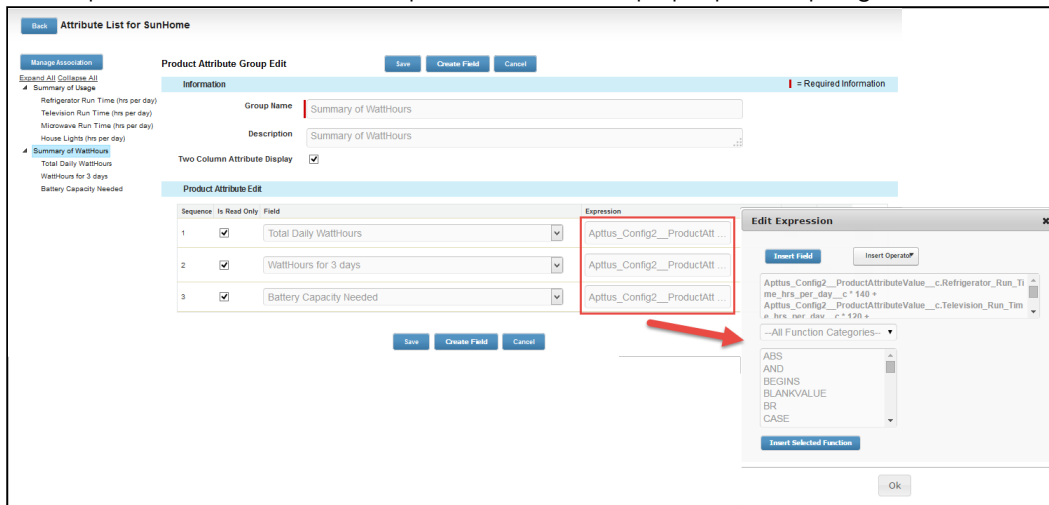 Back Attribute List for SunHome
Manage Association
Product Attribute Group Edit
Save Create Field Cancel
Expand All Collapse All
Summary of Usage
Refrigerator Run Time (hrs per day)
Television Run Time (hrs per day)
Microwave Run Time (hrs per day)
House Lights (hrs per day)
Summary of WattHours
Total Daily WattHours
WattHours for 3 days
Battery Capacity Needed
Information
= Required Information
Group Name Summary of WattHours
Description Summary of WattHours
Two Column Attribute Display
Product Attribute Edit
Sequence Is Read Only Field Expression
1 Total Daily WattHours Apttus_Config2__ProductAtt ...
2 WattHours for 3 days Apttus_Config2__ProductAtt ...
3 Battery Capacity Needed Apttus_Config2__ProductAtt ...
Save Create Field Cancel
Edit Expression
Insert Field Insert Operator
Apttus_Config2__ProductAttributeValue__c.Refrigerator_Run_Ti
me_hrs_per_day__c * 140 +
Apttus_Config2__ProductAttributeValue__c.Television_Run_Tim
e_hrs_per_day__c * 120 +
--All Function Categories--
ABS
AND
BEGINS
BLANKVALUE
BR
CASE
Insert Selected Function
Ok